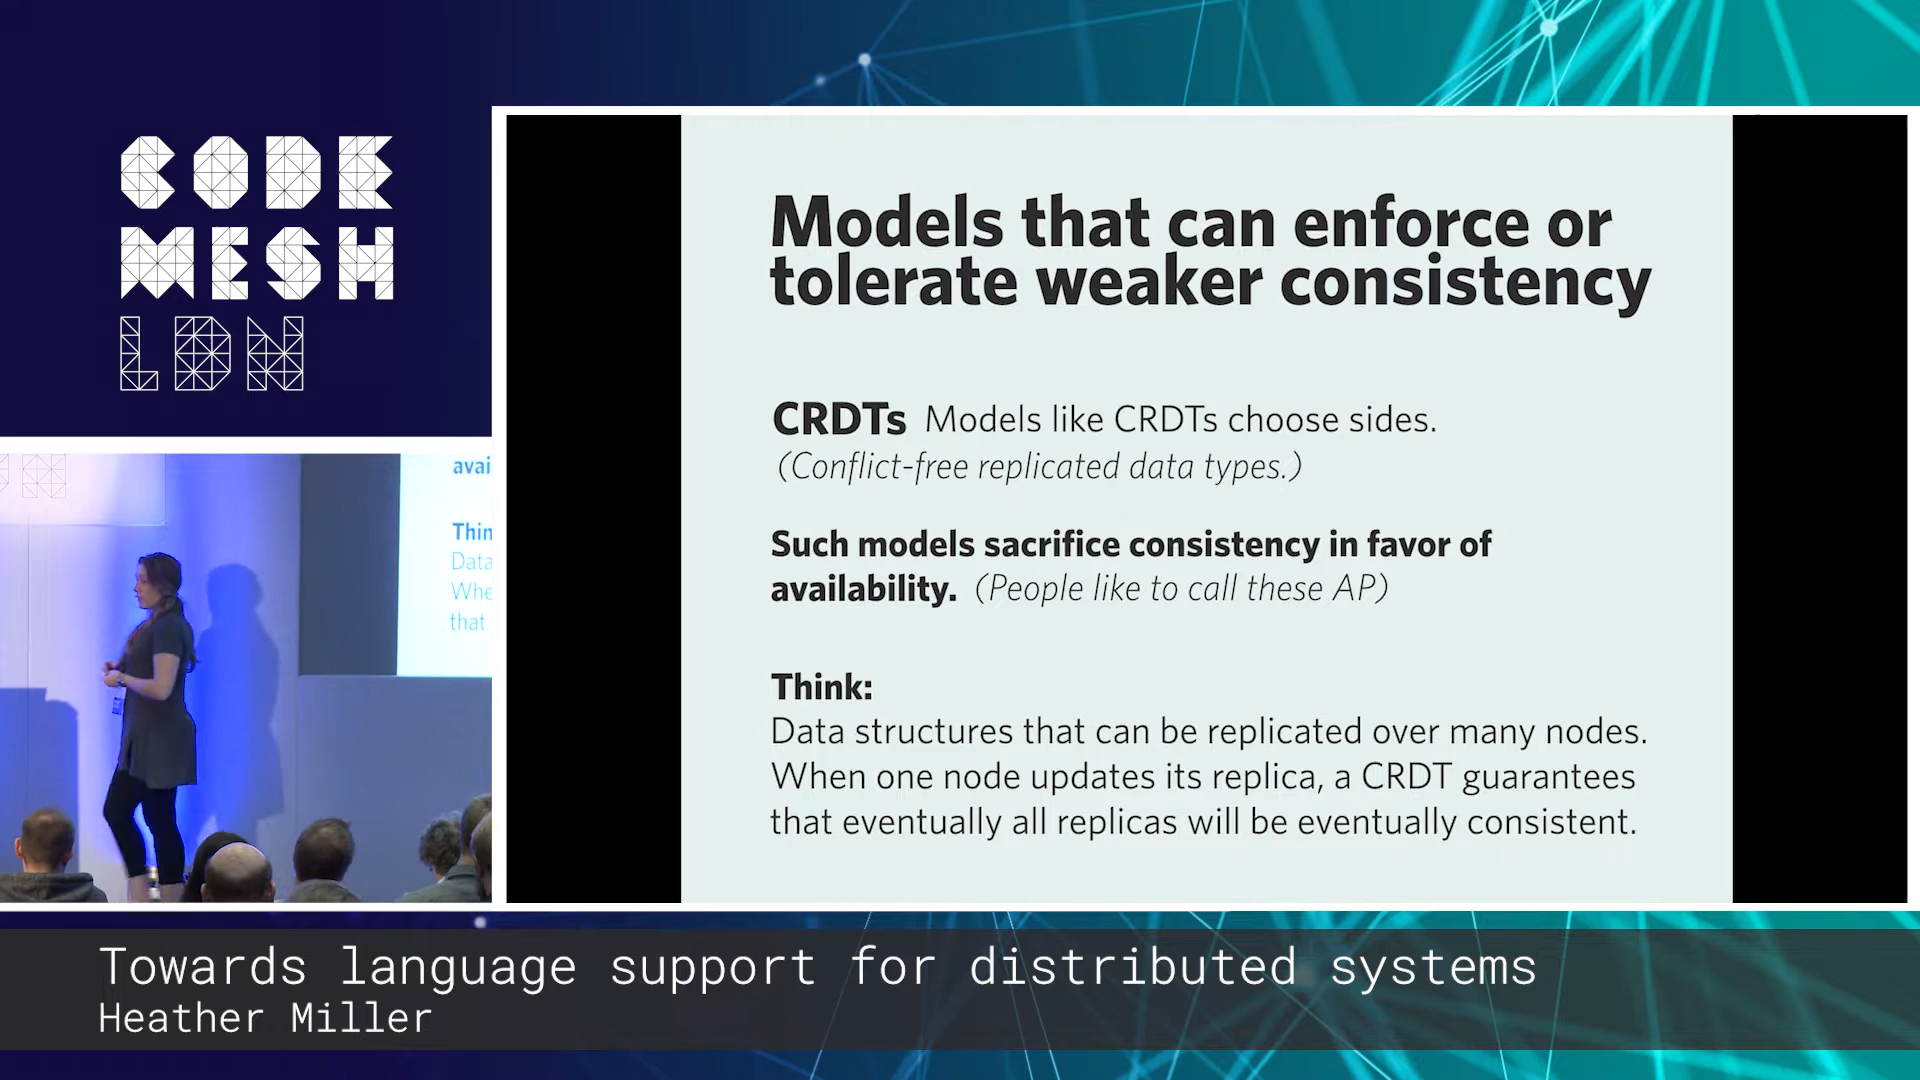 CODE
MESH
LDN
Models that can enforce or
tolerate weaker consistency
CRDTs Models like CRDTs choose sides.
(Conflict-free replicated data types.)
Such models sacrifice consistency in favor of
availability. (People like to call these AP)
Think:
Data structures that can be replicated over many nodes.
When one node updates its replica, a CRDT guarantees
that eventually all replicas will be eventually consistent.
avai
Thin
Data
Whe
that
Towards language support for distributed systems
Heather Miller